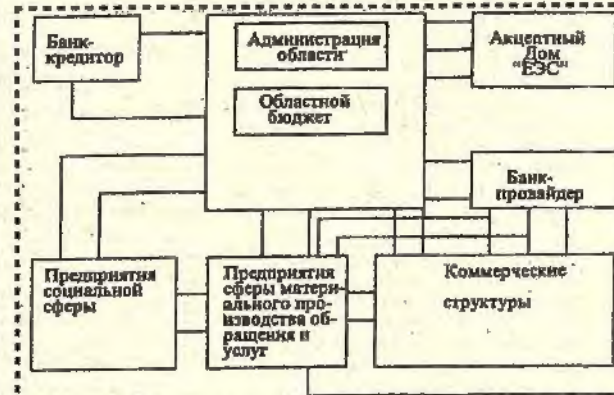 Банк-
кредитор
Администрация
области
Областной
бюджет
Акцептный
Дом
"ЕЭС"
Банк-
провайдер
Предприятия
социальной
сферы
Предприятия
сферы матери-
ального про-
изводства об-
ращения и
услуг
Коммерческие
структуры